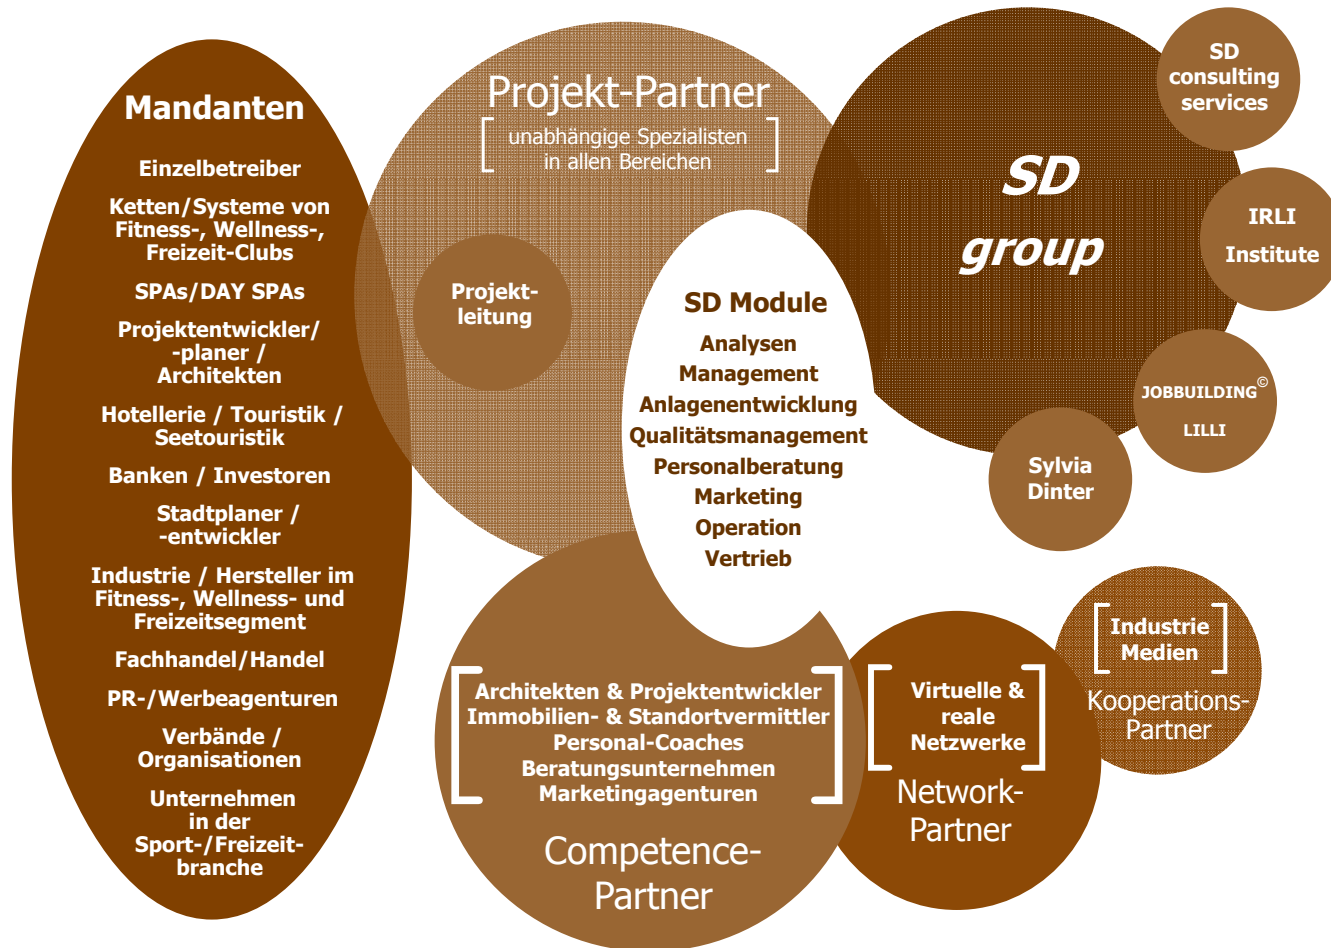 Mandanten
Einzelbetreiber
Ketten/Systeme von
Fitness-, Wellness-,
Freizeit-Clubs
SPAs/DAY SPAs
Projektentwickler/
-planer /
Architekten
Hotellerie / Touristik /
Seetouristik
Banken / Investoren
Stadtplaner /
-entwickler
Industrie / Hersteller im
Fitness-, Wellness- und
Freizeitsegment
Fachhandel/Handel
PR-/Werbeagenturen
Verbände /
Organisationen
Unternehmen
in der
Sport-/Freizeit-
branche
Projekt-Partner
unabhängige Spezialisten
in allen Bereichen
Projekt-
leitung
SD Module
Analysen
Management
Anlagenentwicklung
Qualitätsmanagement
Personalberatung
Marketing
Operation
Vertrieb
SD
group
SD
consulting
services
IRLI
Institute
JOBBUILDING©
LILLI
Sylvia
Dinter
Architekten & Projektentwickler
Immobilien- & Standortvermittler
Personal-Coaches
Beratungsunternehmen
Marketingagenturen
Competence-
Partner
Virtuelle &
reale
Netzwerke
Network-
Partner
Industrie
Medien
Kooperations-
Partner